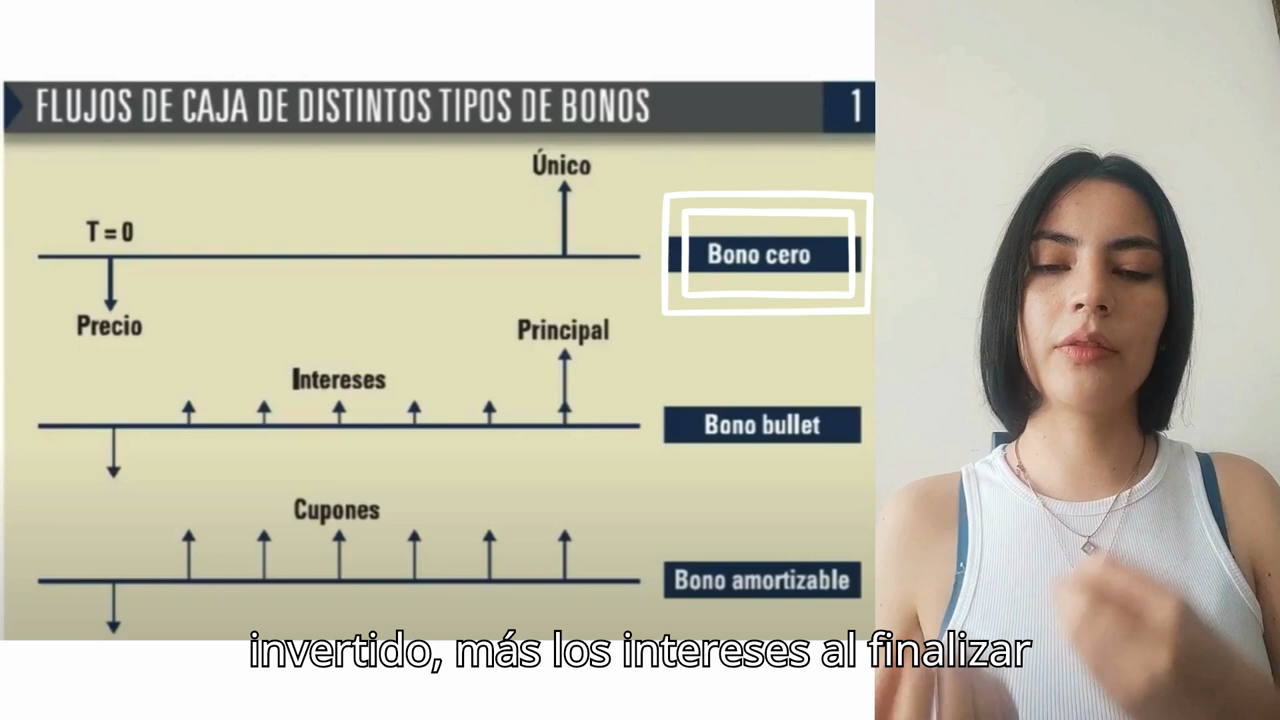 FLUJOS DE CAJA DE DISTINTOS TIPOS DE BONOS 1
Único
T = 0
Bono cero
Precio
Principal
Intereses
Bono bullet
Cupones
Bono amortizable
invertido, más los intereses al finalizar